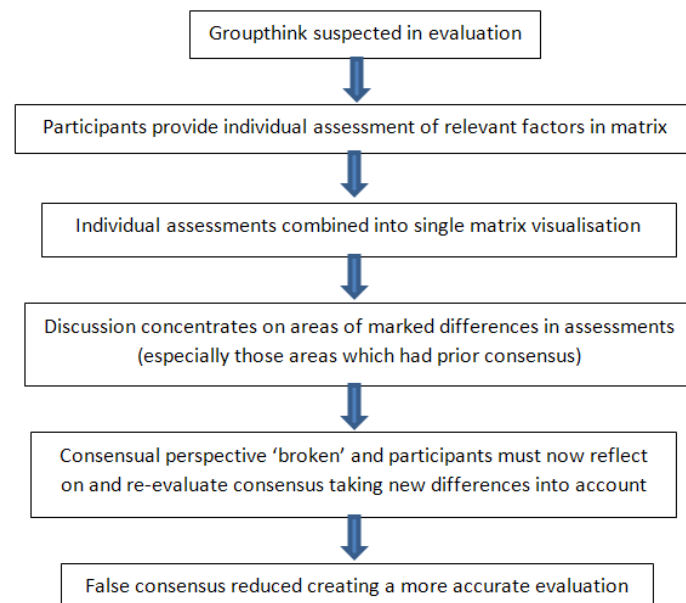 Groupthink suspected in evaluation
Participants provide individual assessment of relevant factors in matrix
Individual assessments combined into single matrix visualisation
Discussion concentrates on areas of marked differences in assessments
(especially those areas which had prior consensus)
Consensual perspective ‘broken’ and participants must now reflect
on and re-evaluate consensus taking new differences into account
False consensus reduced creating a more accurate evaluation